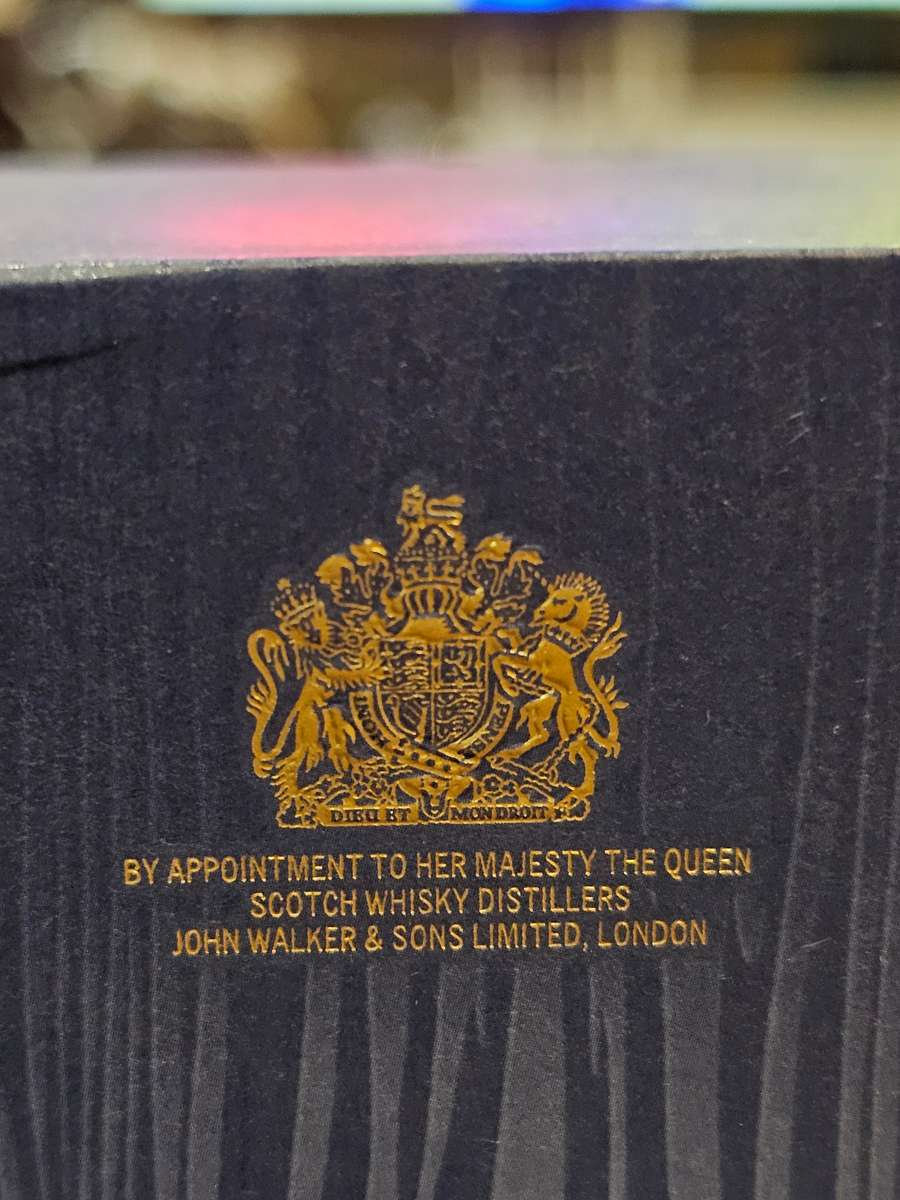 DIEU ET MON DROIT
BY APPOINTMENT TO HER MAJESTY THE QUEEN
SCOTCH WHISKY DISTILLERS
JOHN WALKER & SONS LIMITED, LONDON